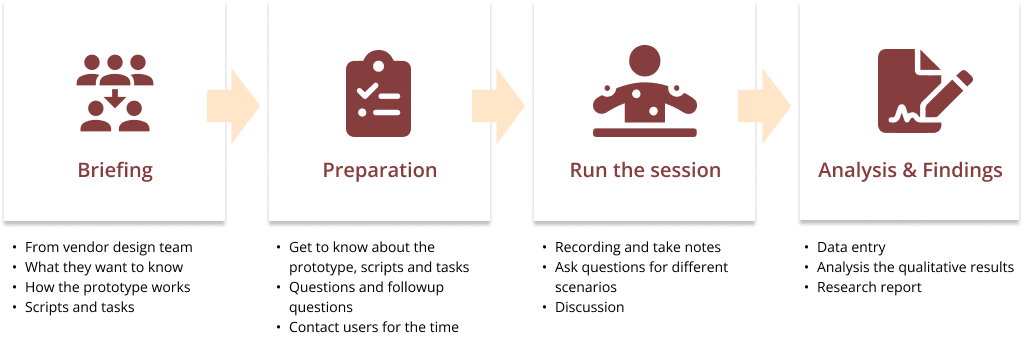 Briefing
• From vendor design team
• What they want to know
• How the prototype works
• Scripts and tasks
Preparation
• Get to know about the
prototype, scripts and tasks
• Questions and followup
questions
• Contact users for the time
Run the session
• Recording and take notes
• Ask questions for different
scenarios
• Discussion
Analysis & Findings
• Data entry
• Analysis the qualitative results
• Research report